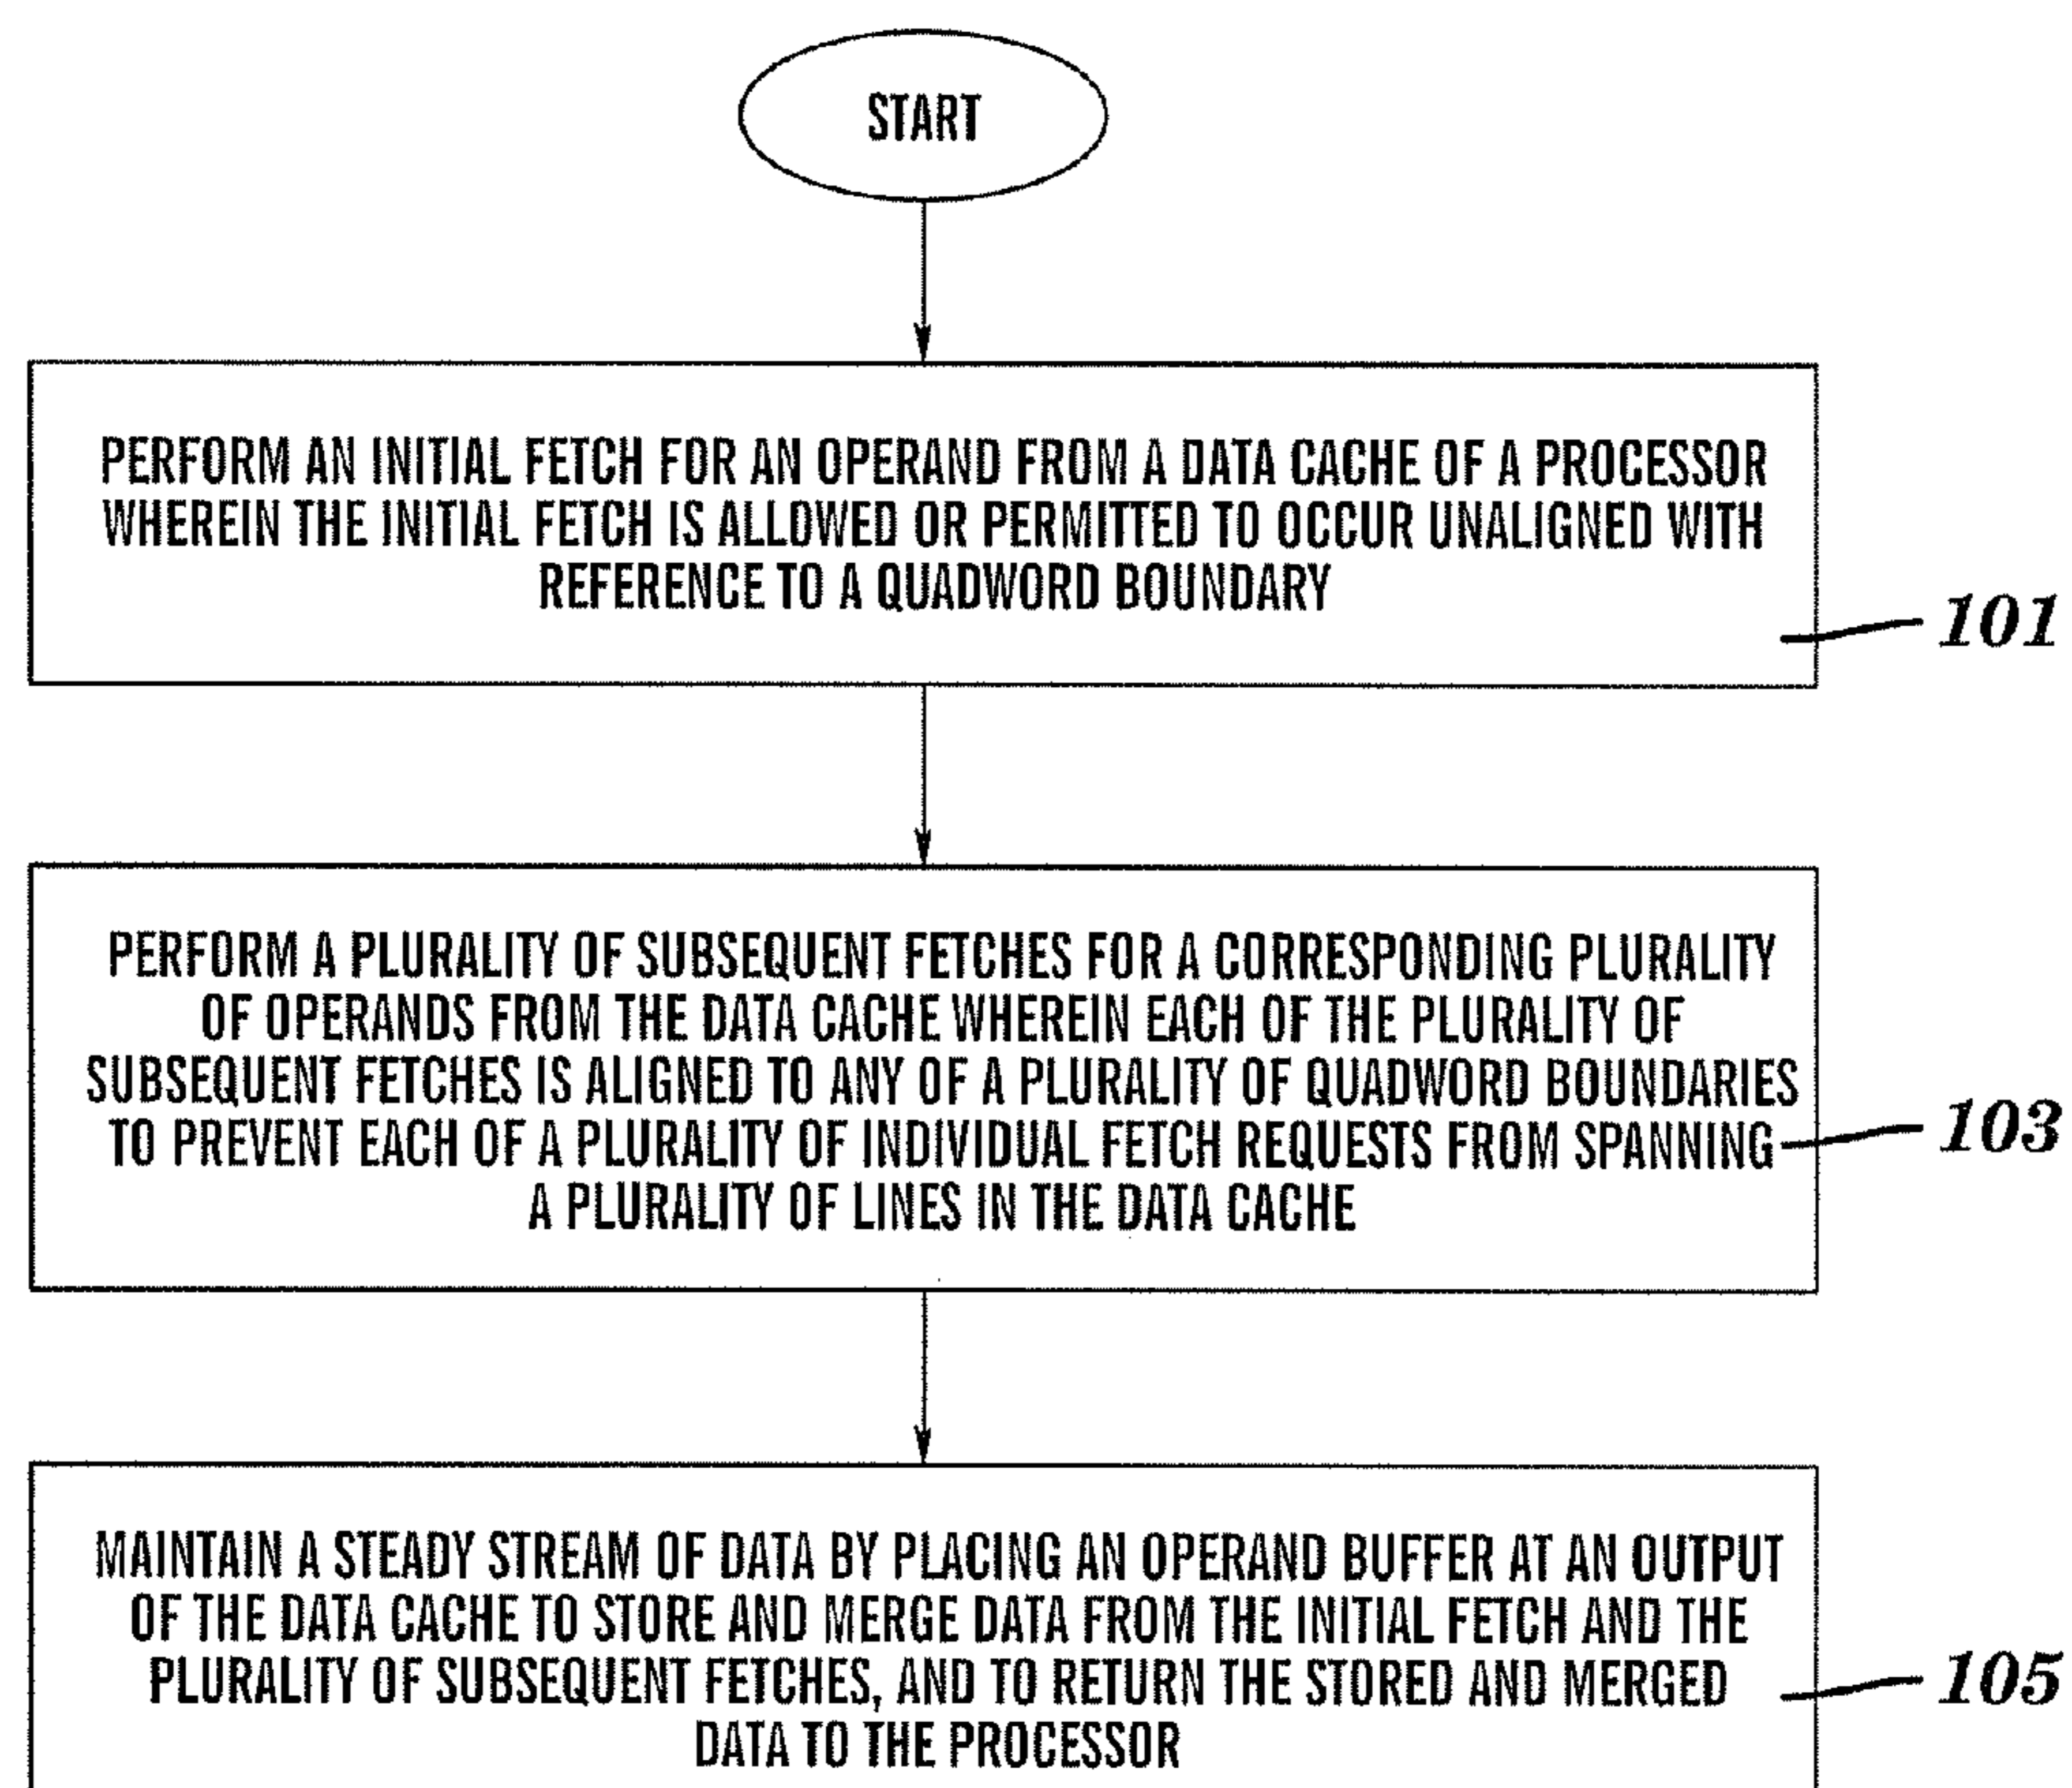 START
PERFORM AN INITIAL FETCH FOR AN OPERAND FROM A DATA CACHE OF A PROCESSOR
WHEREIN THE INITIAL FETCH IS ALLOWED OR PERMITTED TO OCCUR UNALIGNED WITH
REFERENCE TO A QUADWORD BOUNDARY
101
PERFORM A PLURALITY OF SUBSEQUENT FETCHES FOR A CORRESPONDING PLURALITY
OF OPERANDS FROM THE DATA CACHE WHEREIN EACH OF THE PLURALITY OF
SUBSEQUENT FETCHES IS ALIGNED TO ANY OF A PLURALITY OF QUADWORD BOUNDARIES
TO PREVENT EACH OF A PLURALITY OF INDIVIDUAL FETCH REQUESTS FROM SPANNING
A PLURALITY OF LINES IN THE DATA CACHE
103
MAINTAIN A STEADY STREAM OF DATA BY PLACING AN OPERAND BUFFER AT AN OUTPUT
OF THE DATA CACHE TO STORE AND MERGE DATA FROM THE INITIAL FETCH AND THE
PLURALITY OF SUBSEQUENT FETCHES, AND TO RETURN THE STORED AND MERGED
DATA TO THE PROCESSOR
105